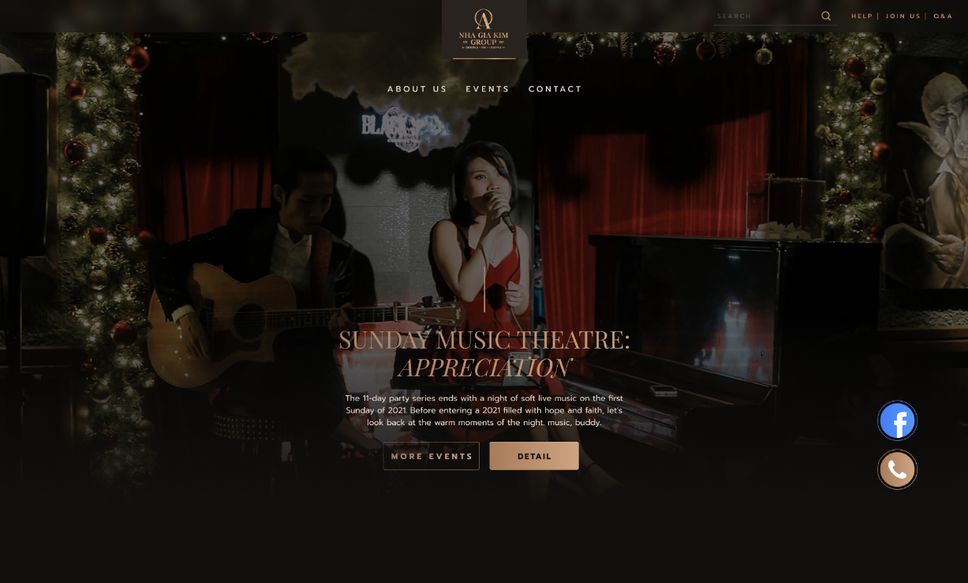 SEARCH
HELP | JOIN US | Q&A
NHA GIA KIM
GROUP
ABOUT US EVENTS CONTACT
SUNDAY MUSIC THEATRE:
APPRECIATION
The 11-day party series ends with a night of soft live music on the first
Sunday of 2021. Before entering a 2021 filled with hope and faith, let's
look back at the warm moments of the night. music, buddy.
MORE EVENTS DETAIL